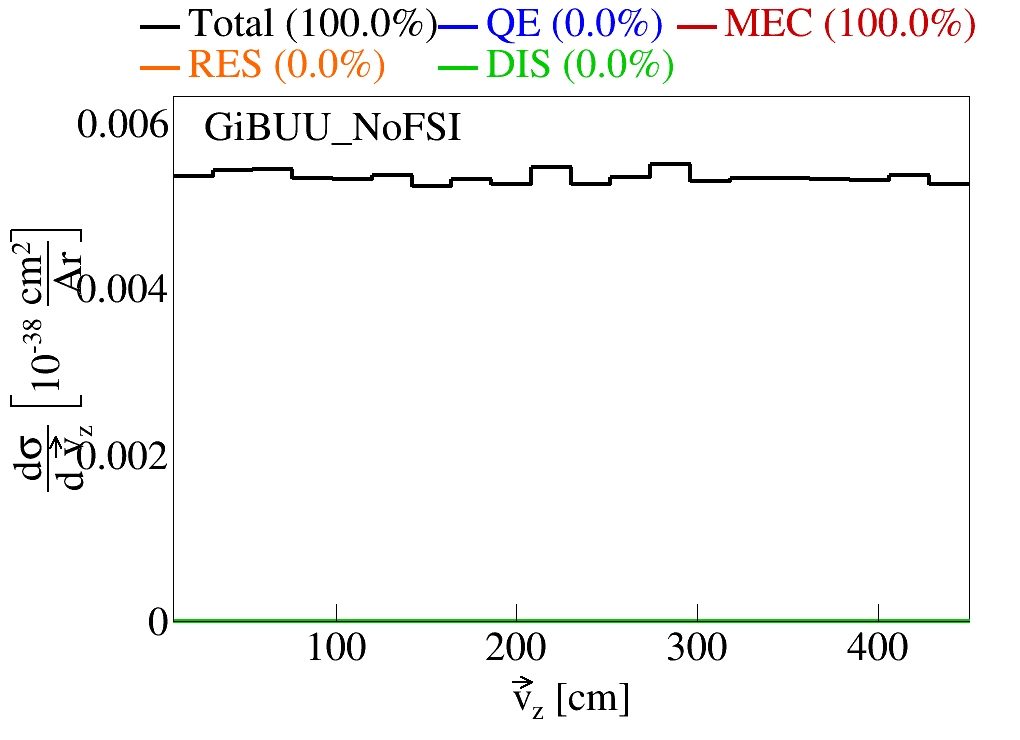 Total (100.0%) QE (0.0%) MEC (100.0%)
RES (0.0%) DIS (0.0%)
GiBUU_NoFSI
0.006
0.004
0.002
0
dσ/d v⃗z [10-38 cm2/Ar]
100 200 300 400
v⃗z [cm]